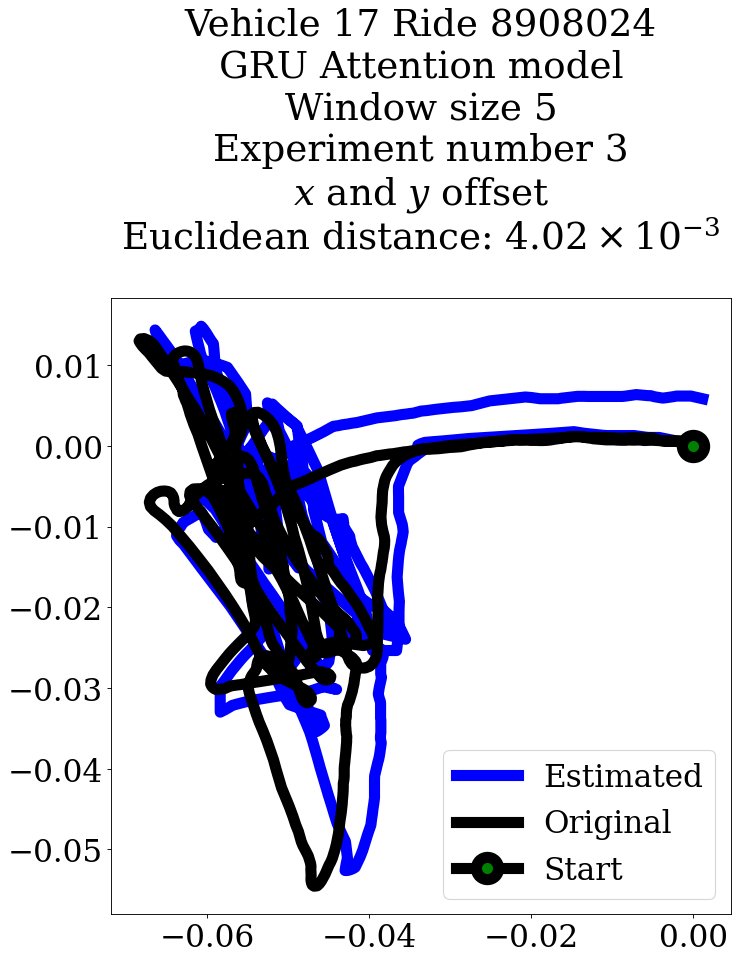 Vehicle 17 Ride 8908024
GRU Attention model
Window size 5
Experiment number 3
x and y offset
Euclidean distance: 4.02 × 10⁻³
0.01
0.00
−0.01
−0.02
−0.03
−0.04
−0.05
Estimated
Original
Start
−0.06 −0.04 −0.02 0.00